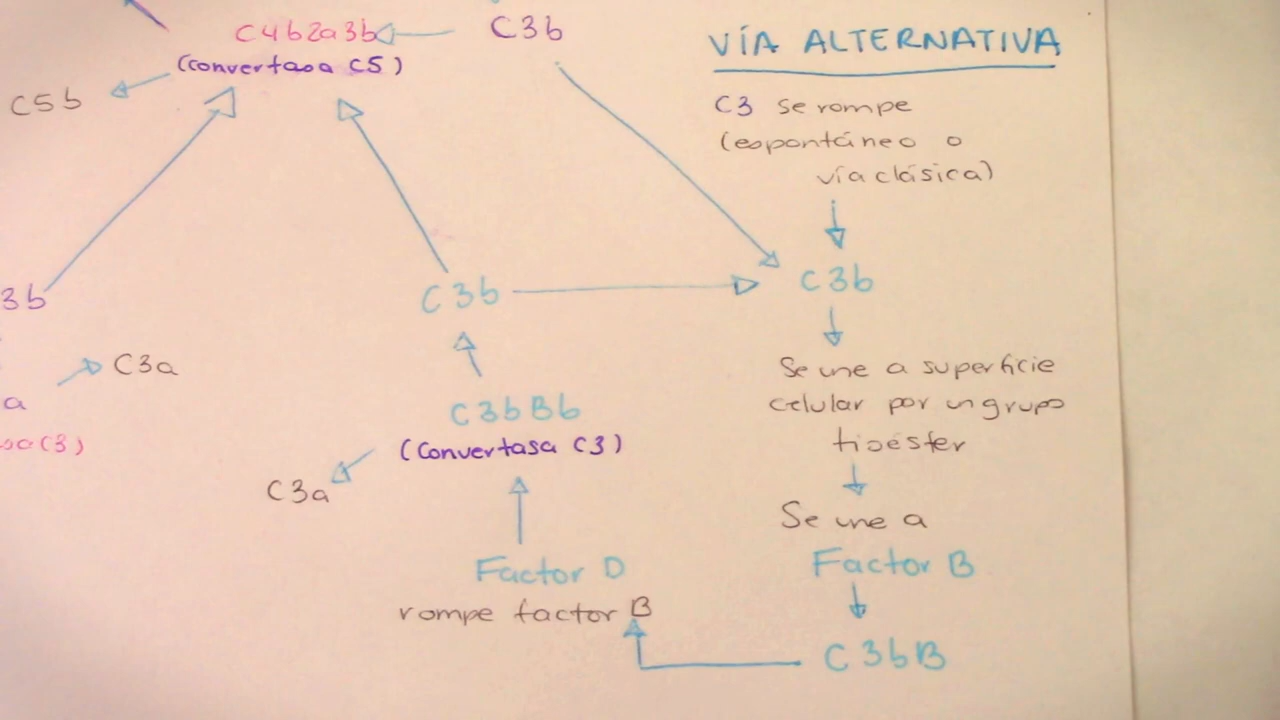 C4b2a3b
C3b
(convertasa C5)
C5b
3b
C3a
a
sa C3)
C3b
C3bBb
(convertasa C3)
C3a
Factor D
rompe factor B
VÍA ALTERNATIVA
C3 se rompe
(espontáneo o
vía clásica)
C3b
Se une a superficie
celular por un grupo
tioéster
Se une a
Factor B
C3bB